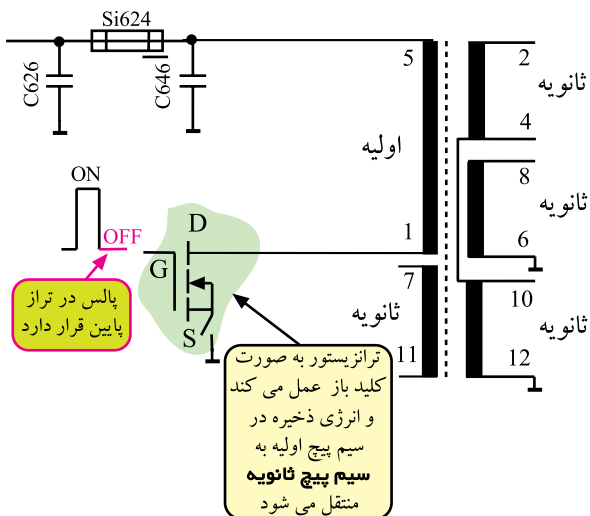 Si624
C626
C646
5
اولیه
1
2
ثانویه
4
8
ثانویه
6
10
ثانویه
12
7
ثانویه
11
ON
OFF
D
G
S
پالس در تراز
پایین قرار دارد
ترانزیستور به صورت
کلید باز عمل می کند
و انرژی ذخیره در
سیم پیچ اولیه به
سیم پیچ ثانویه
منتقل می شود